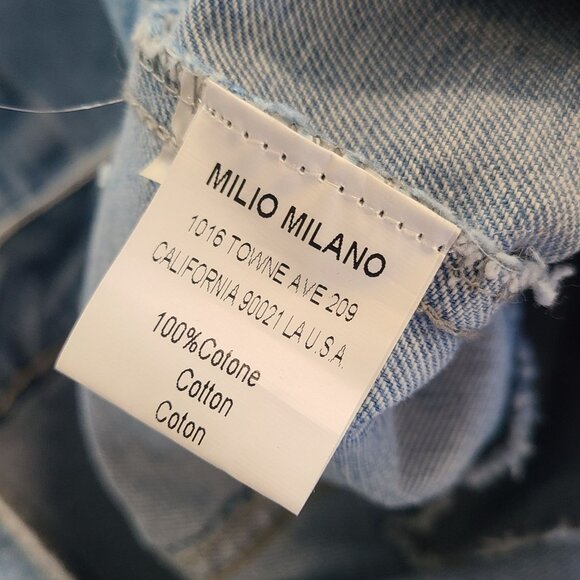 MILIO MILANO
1016 TOWNE AVE 209
CALIFORNIA 90021 LA U.S.A.
100%Cotone
Cotton
Coton